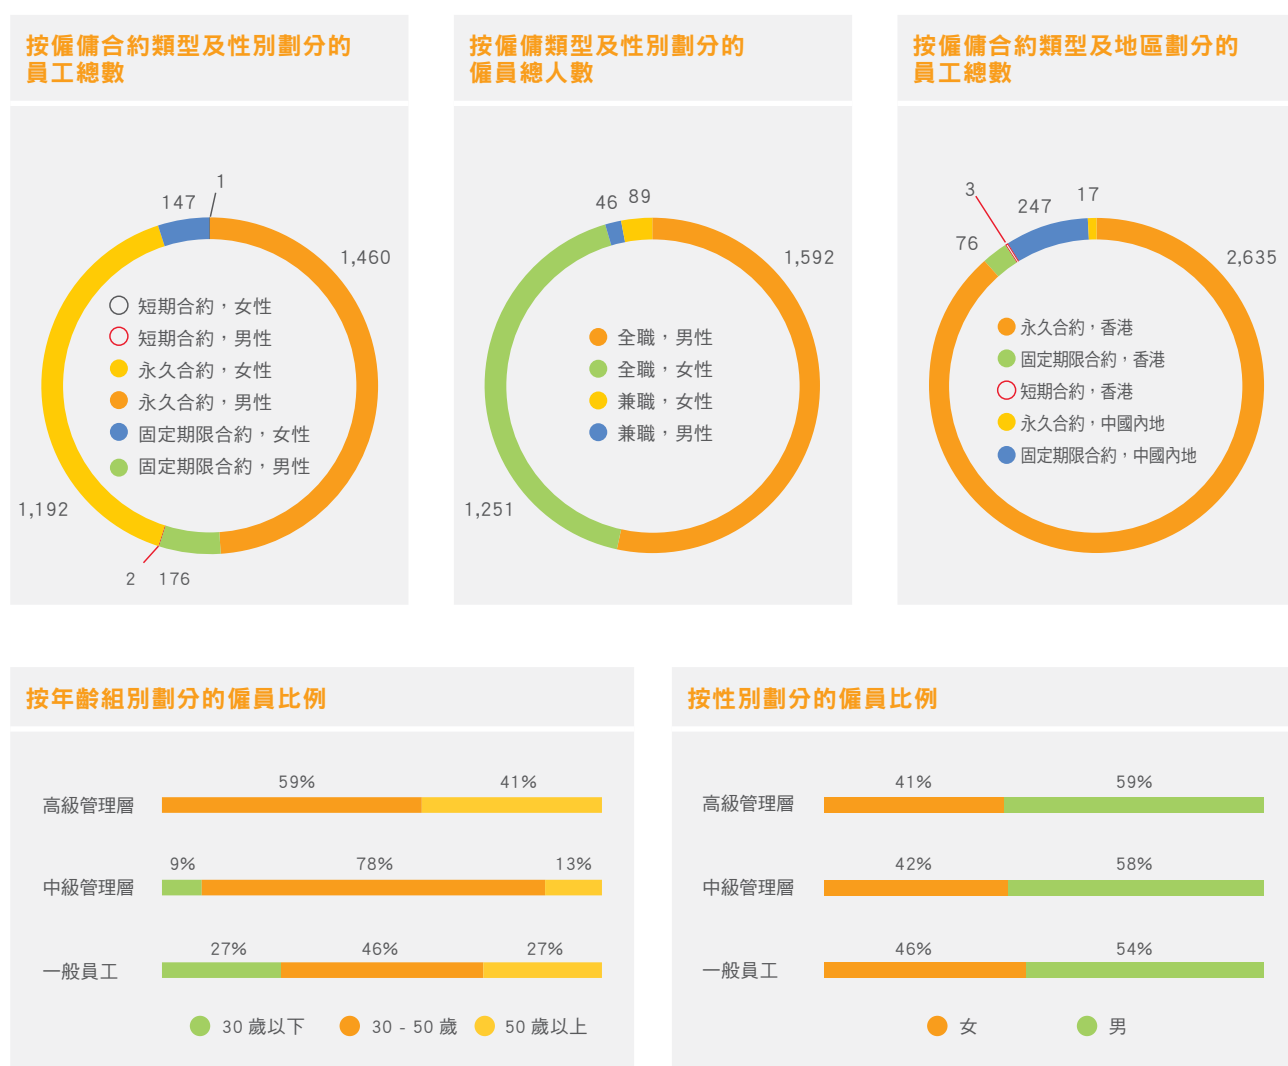 按僱傭合約類型及性別劃分的
員工總數
1
147
1,460
短期合約，女性
短期合約，男性
永久合約，女性
永久合約，男性
固定期限合約，女性
固定期限合約，男性
1,192
2
176
按僱傭類型及性別劃分的
僱員總人數
46
89
1,592
全職，男性
全職，女性
兼職，女性
兼職，男性
1,251
按僱傭合約類型及地區劃分的
員工總數
3
247
17
76
2,635
永久合約，香港
固定期限合約，香港
短期合約，香港
永久合約，中國內地
固定期限合約，中國內地
按年齡組別劃分的僱員比例
59%
41%
高級管理層
9%
78%
13%
中級管理層
27%
46%
27%
一般員工
30 歲以下
30 - 50 歲
50 歲以上
按性別劃分的僱員比例
41%
59%
高級管理層
42%
58%
中級管理層
46%
54%
一般員工
女
男